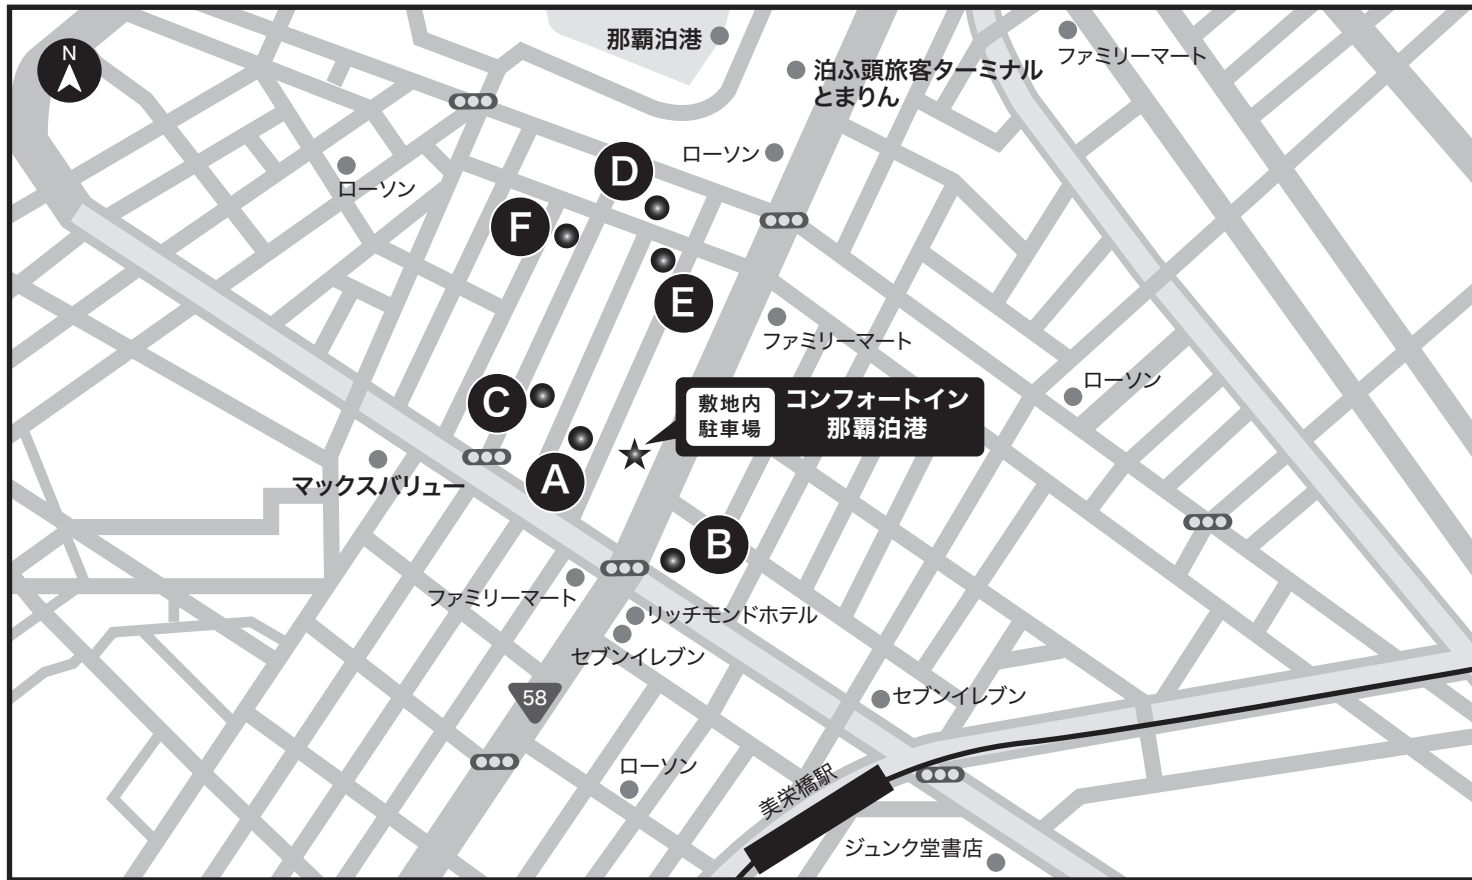 那覇泊港
N
泊ふ頭旅客ターミナル
とまりん
ファミリーマート
ローソン
ローソン
D
F
E
ファミリーマート
ローソン
C
敷地内
駐車場
コンフォートイン
那覇泊港
A
マックスバリュー
B
ファミリーマート
リッチモンドホテル
セブンイレブン
58
セブンイレブン
ローソン
美栄橋駅
ジュンク堂書店